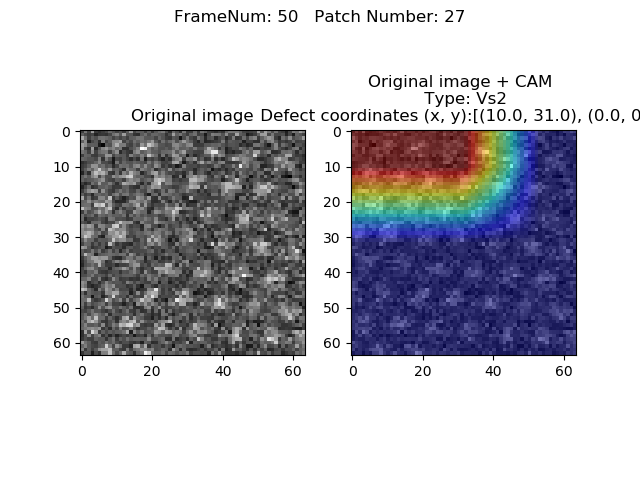 FrameNum: 50   Patch Number: 27
Original image
Original image + CAM
Type: Vs2
Defect coordinates (x, y):[(10.0, 31.0), (0.0, 0
0
10
20
30
40
50
60
0 20 40 60
0
10
20
30
40
50
60
0 20 40 60